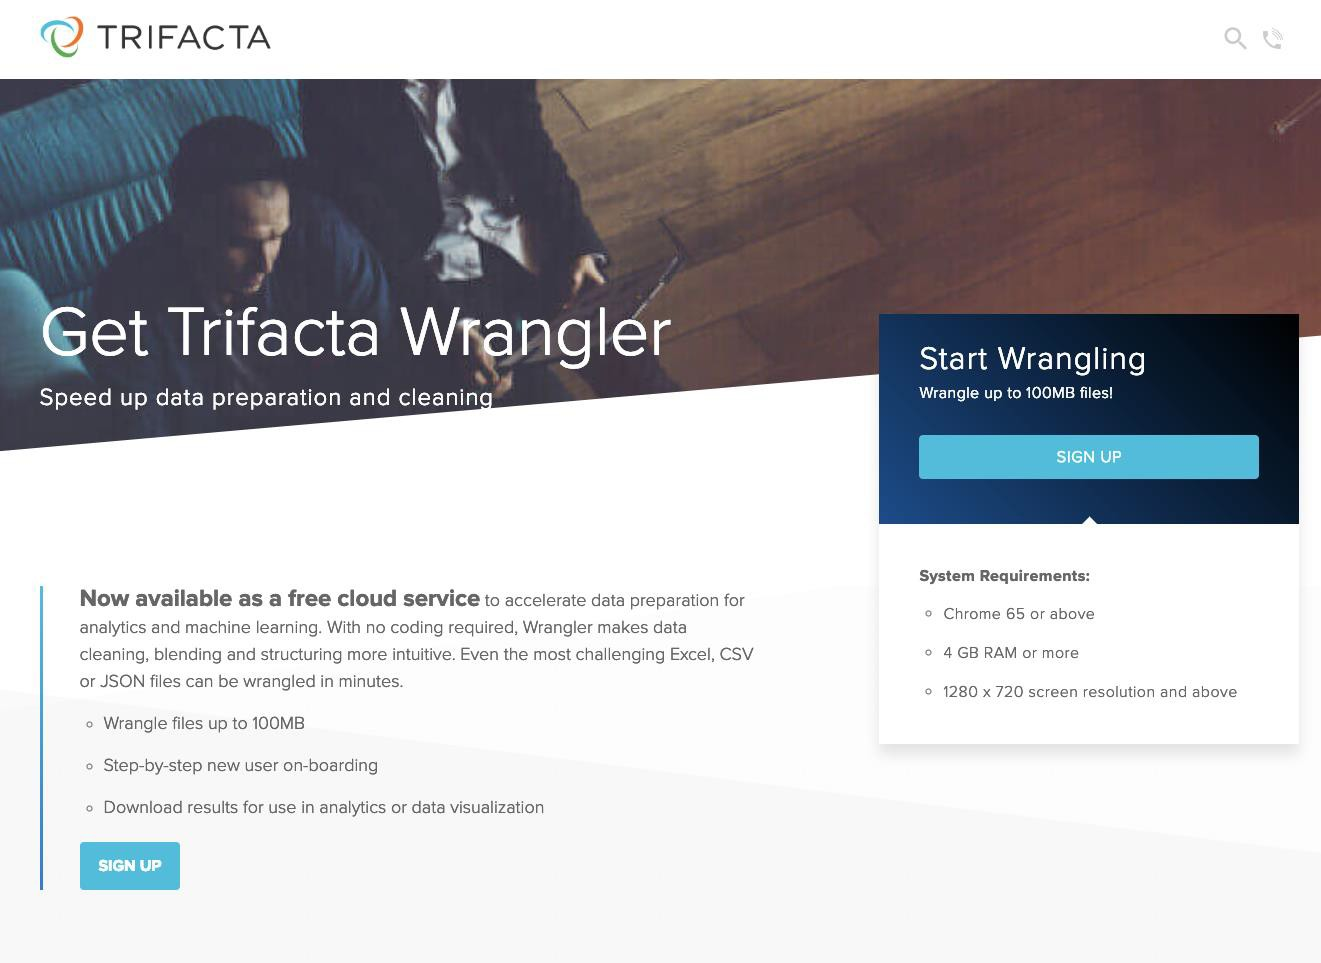 TRIFACTA
Get Trifacta Wrangler
Speed up data preparation and cleaning
Start Wrangling
Wrangle up to 100MB files!
SIGN UP
System Requirements:
Chrome 65 or above
4 GB RAM or more
1280 x 720 screen resolution and above
Now available as a free cloud service to accelerate data preparation for
analytics and machine learning. With no coding required, Wrangler makes data
cleaning, blending and structuring more intuitive. Even the most challenging Excel, CSV
or JSON files can be wrangled in minutes.
Wrangle files up to 100MB
Step-by-step new user on-boarding
Download results for use in analytics or data visualization
SIGN UP